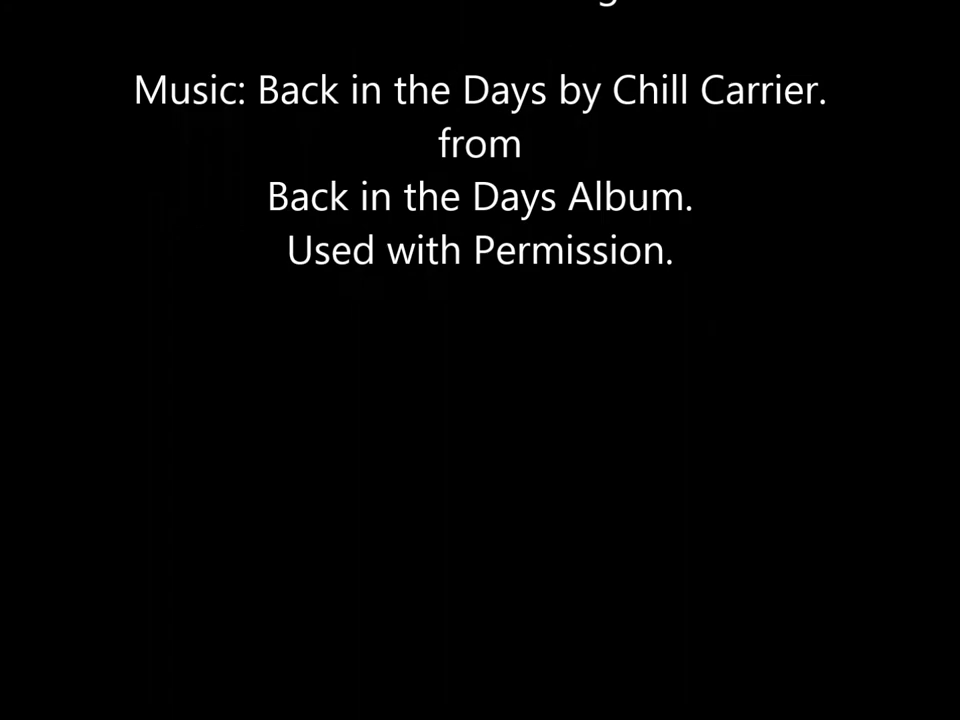 Music: Back in the Days by Chill Carrier.
from
Back in the Days Album.
Used with Permission.